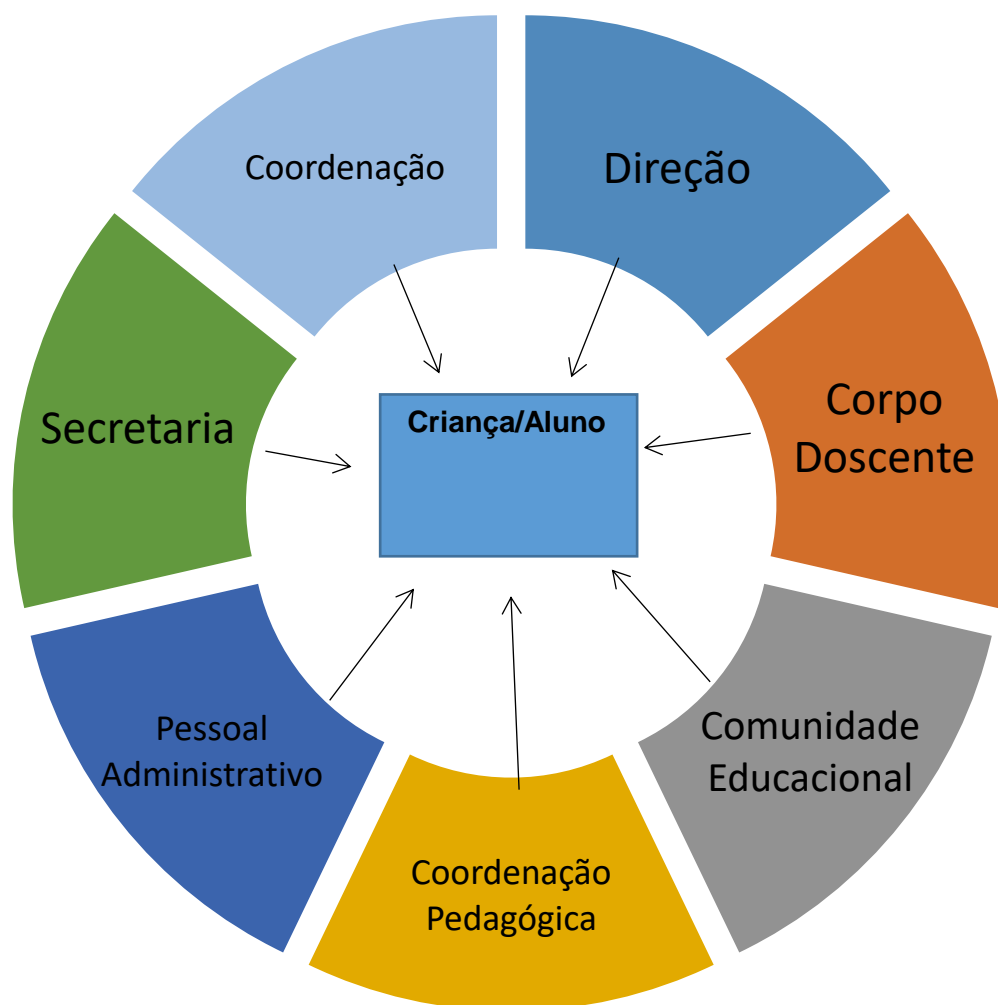 Coordenação
Direção
Secretaria
Criança/Aluno
Corpo
Doscente
Pessoal
Administrativo
Comunidade
Educacional
Coordenação
Pedagógica